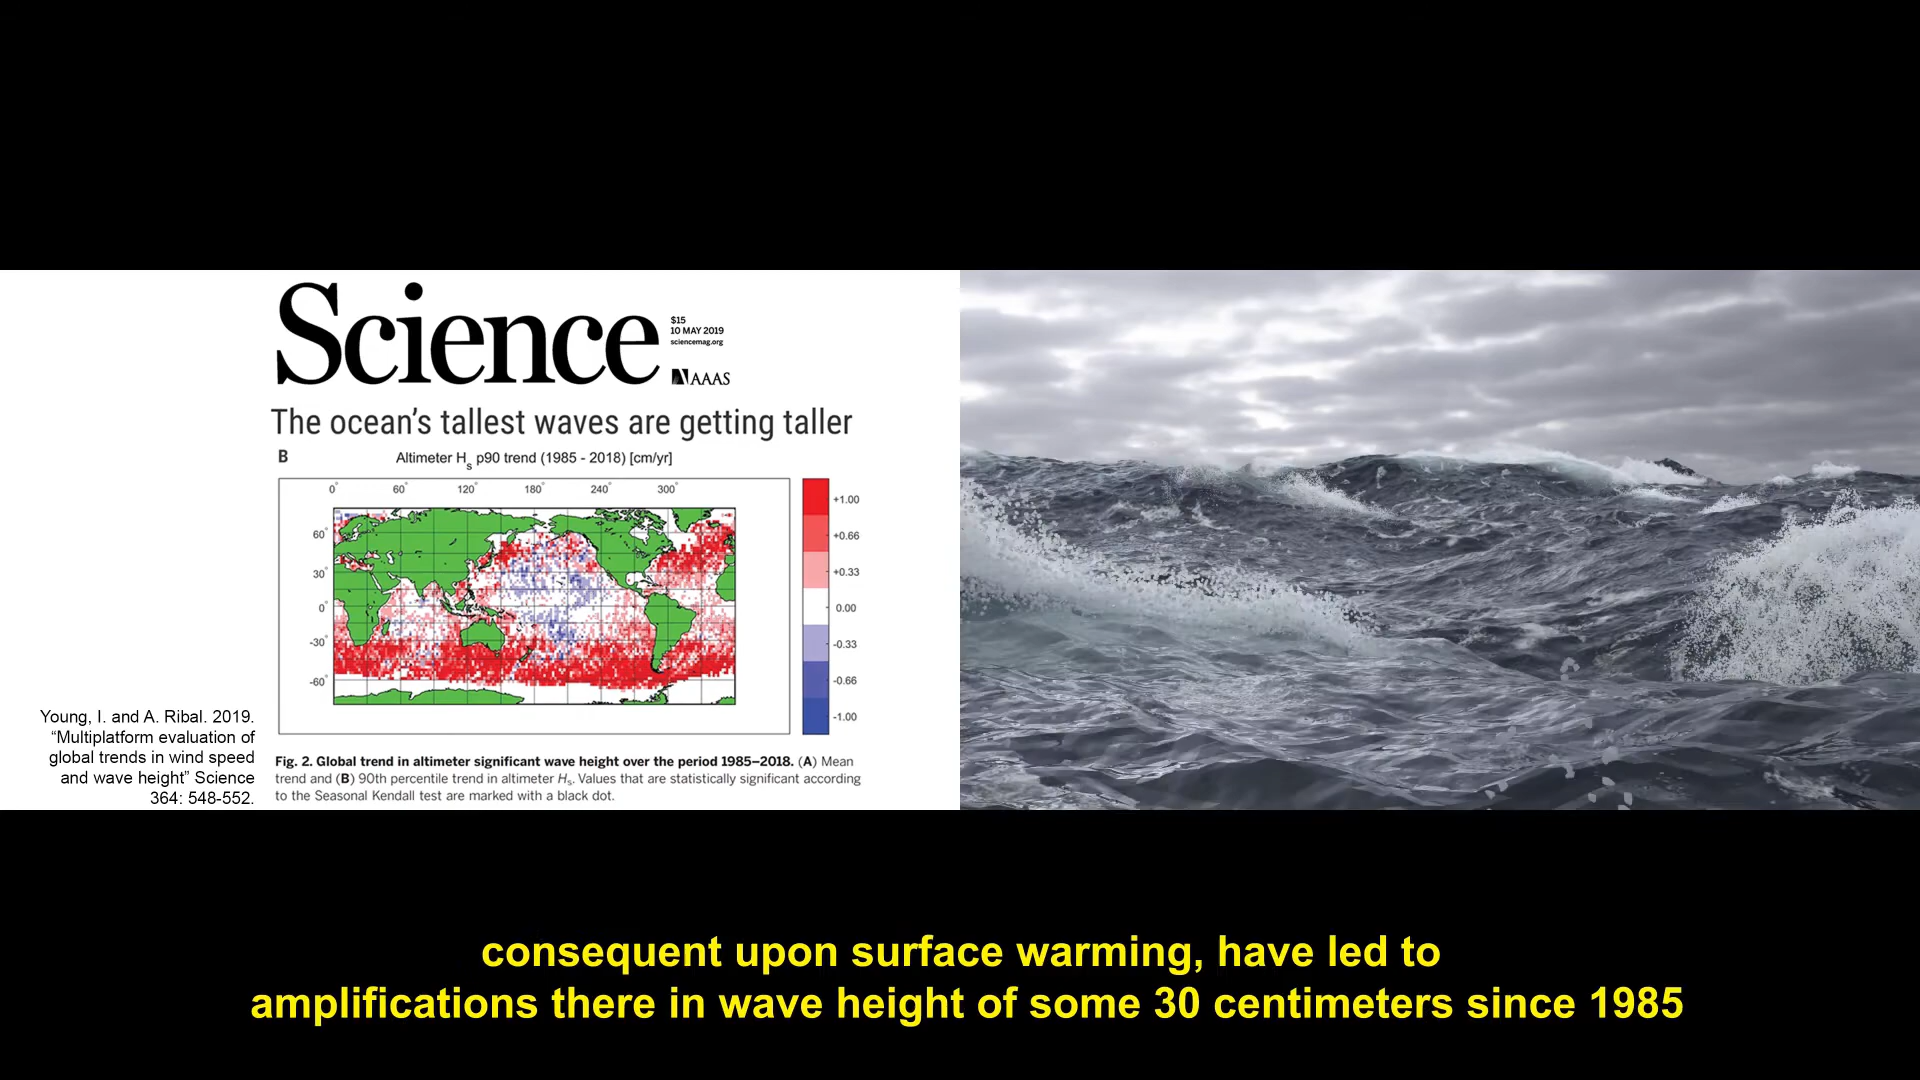 Science
$15
10 MAY 2019
sciencemag.org
AAAS
The ocean's tallest waves are getting taller
B
Altimeter Hs p90 trend (1985 - 2018) [cm/yr]
0° 60° 120° 180° 240° 300°
60°
30°
0°
-30°
-60°
+1.00
+0.66
+0.33
0.00
-0.33
-0.66
-1.00
Young, I. and A. Ribal. 2019.
“Multiplatform evaluation of
global trends in wind speed
and wave height” Science
364: 548-552.
Fig. 2. Global trend in altimeter significant wave height over the period 1985–2018. (A) Mean
trend and (B) 90th percentile trend in altimeter Hs. Values that are statistically significant according
to the Seasonal Kendall test are marked with a black dot.
consequent upon surface warming, have led to
amplifications there in wave height of some 30 centimeters since 1985